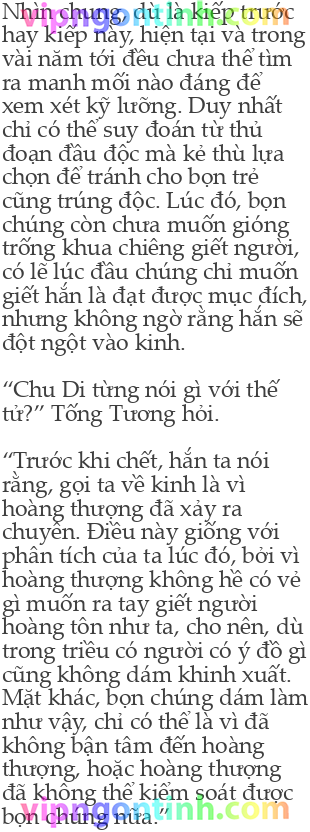 Nhìn chung, dù là kiếp trước
hay kiếp này, hiện tại và trong
vài năm tới đều chưa thể tìm
ra manh mối nào đáng để
xem xét kỹ lưỡng. Duy nhất
chỉ có thể suy đoán từ thủ
đoạn đầu độc mà kẻ thù lựa
chọn để tránh cho bọn trẻ
cũng trúng độc. Lúc đó, bọn
chúng còn chưa muốn gióng
trống khua chiêng giết người,
có lẽ lúc đầu chúng chỉ muốn
giết hắn là đạt được mục đích,
nhưng không ngờ rằng hắn sẽ
đột ngột vào kinh.
“Chu Di từng nói gì với thế
tử?” Tống Tương hỏi.
“Trước khi chết, hắn ta nói
rằng, gọi ta về kinh là vì
hoàng thượng đã xảy ra
chuyện. Điều này giống với
phân tích của ta lúc đó, bởi vì
hoàng thượng không hề có vẻ
gì muốn ra tay giết người
hoàng tôn như ta, cho nên, dù
trong triều có người có ý đồ gì
cũng không dám khinh xuất.
Mặt khác, bọn chúng dám làm
như vậy, chỉ có thể là vì đã
không bận tâm đến hoàng
thượng, hoặc hoàng thượng
đã không thể kiểm soát được
bọn chúng nữa.”
vipngontinh.com
vipngontinh.com